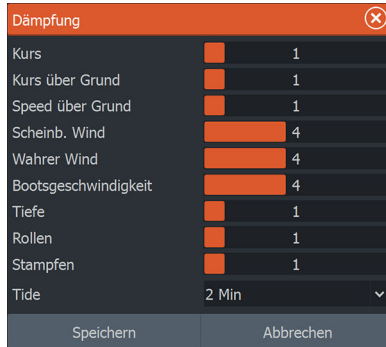 Dämpfung
Kurs 1
Kurs über Grund 1
Speed über Grund 1
Scheinb. Wind 4
Wahrer Wind 4
Bootsgeschwindigkeit 4
Tiefe 1
Rollen 1
Stampfen 1
Tide 2 Min
Speichern Abbrechen